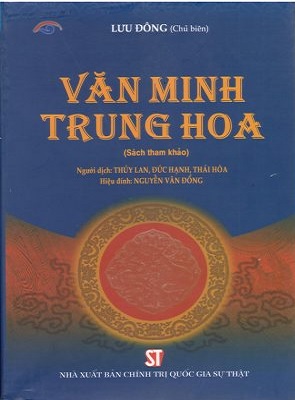 LƯU ĐÔNG (Chủ biên)
VĂN MINH
TRUNG HOA
(Sách tham khảo)
Người dịch: THÚY LAN, ĐỨC HẠNH, THÁI HÒA
Hiệu đính: NGUYỄN VĂN ĐỔNG
ST
NHÀ XUẤT BẢN CHÍNH TRỊ QUỐC GIA SỰ THẬT